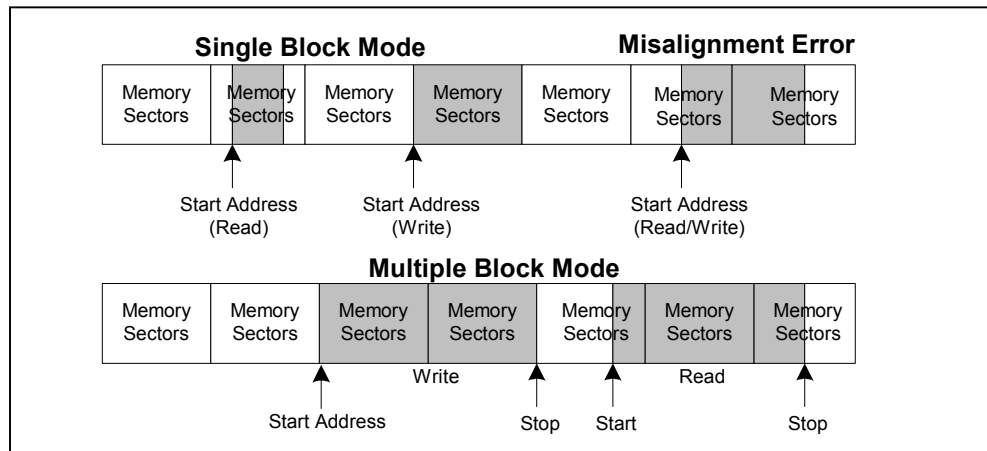 Single Block Mode
Misalignment Error
Memory Sectors
Memory Sectors
Memory Sectors
Memory Sectors
Memory Sectors
Memory Sectors
Memory Sectors
Start Address
(Read)
Start Address
(Write)
Start Address
(Read/Write)
Multiple Block Mode
Memory Sectors
Memory Sectors
Memory Sectors
Memory Sectors
Memory Sectors
Memory Sectors
Memory Sectors
Write
Read
Start Address
Stop
Start
Stop